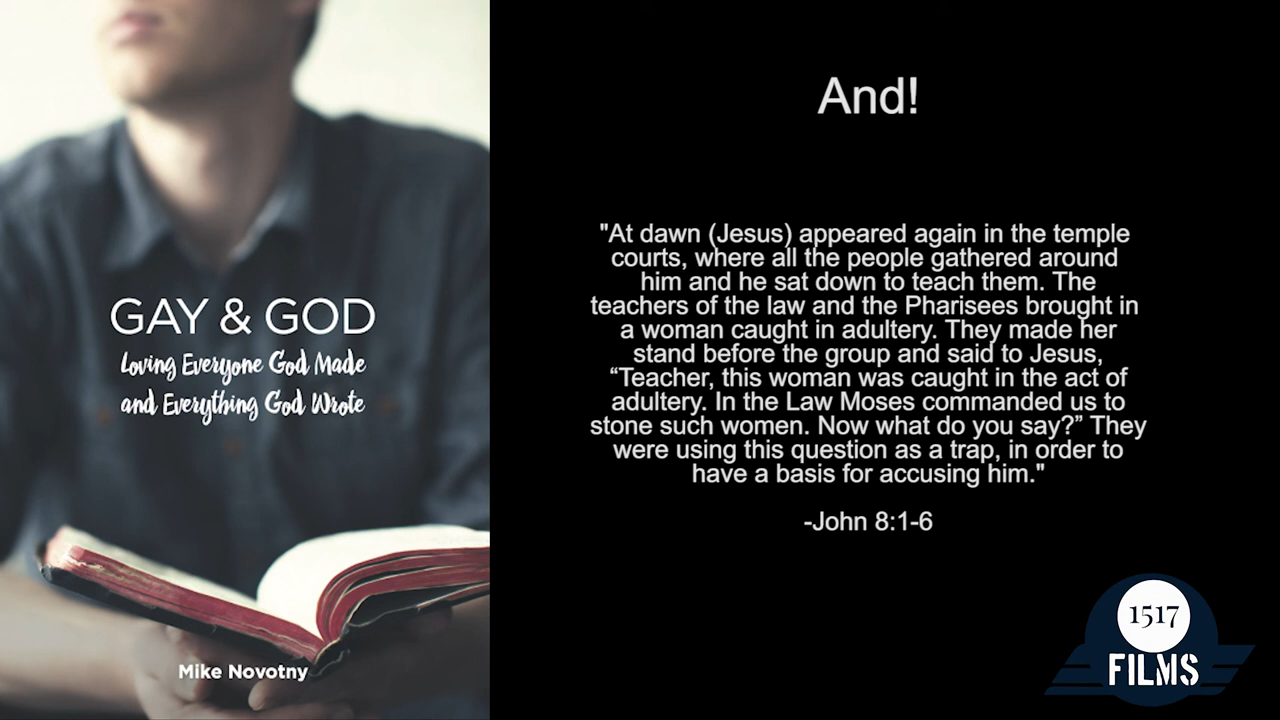 GAY & GOD
Loving Everyone God Made
and Everything God Wrote
Mike Novotny
And!
"At dawn (Jesus) appeared again in the temple
courts, where all the people gathered around
him and he sat down to teach them. The
teachers of the law and the Pharisees brought in
a woman caught in adultery. They made her
stand before the group and said to Jesus,
“Teacher, this woman was caught in the act of
adultery. In the Law Moses commanded us to
stone such women. Now what do you say?” They
were using this question as a trap, in order to
have a basis for accusing him."
-John 8:1-6
1517
FILMS